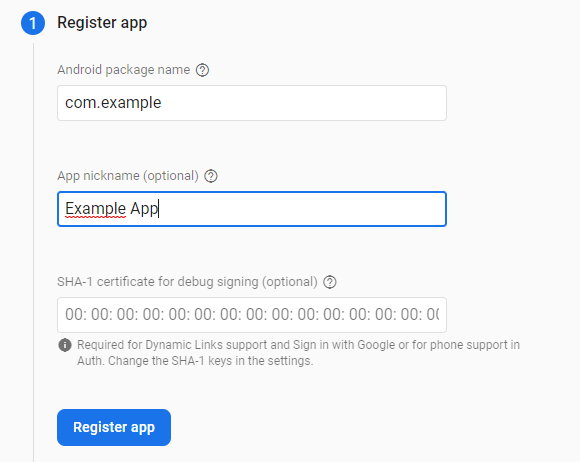 1 Register app
Android package name ?
com.example
App nickname (optional) ?
Example App
SHA-1 certificate for debug signing (optional) ?
00: 00: 00: 00: 00: 00: 00: 00: 00: 00: 00: 00: 00: 00: 0(
Required for Dynamic Links support and Sign in with Google or for phone support in
Auth. Change the SHA-1 keys in the settings.
Register app